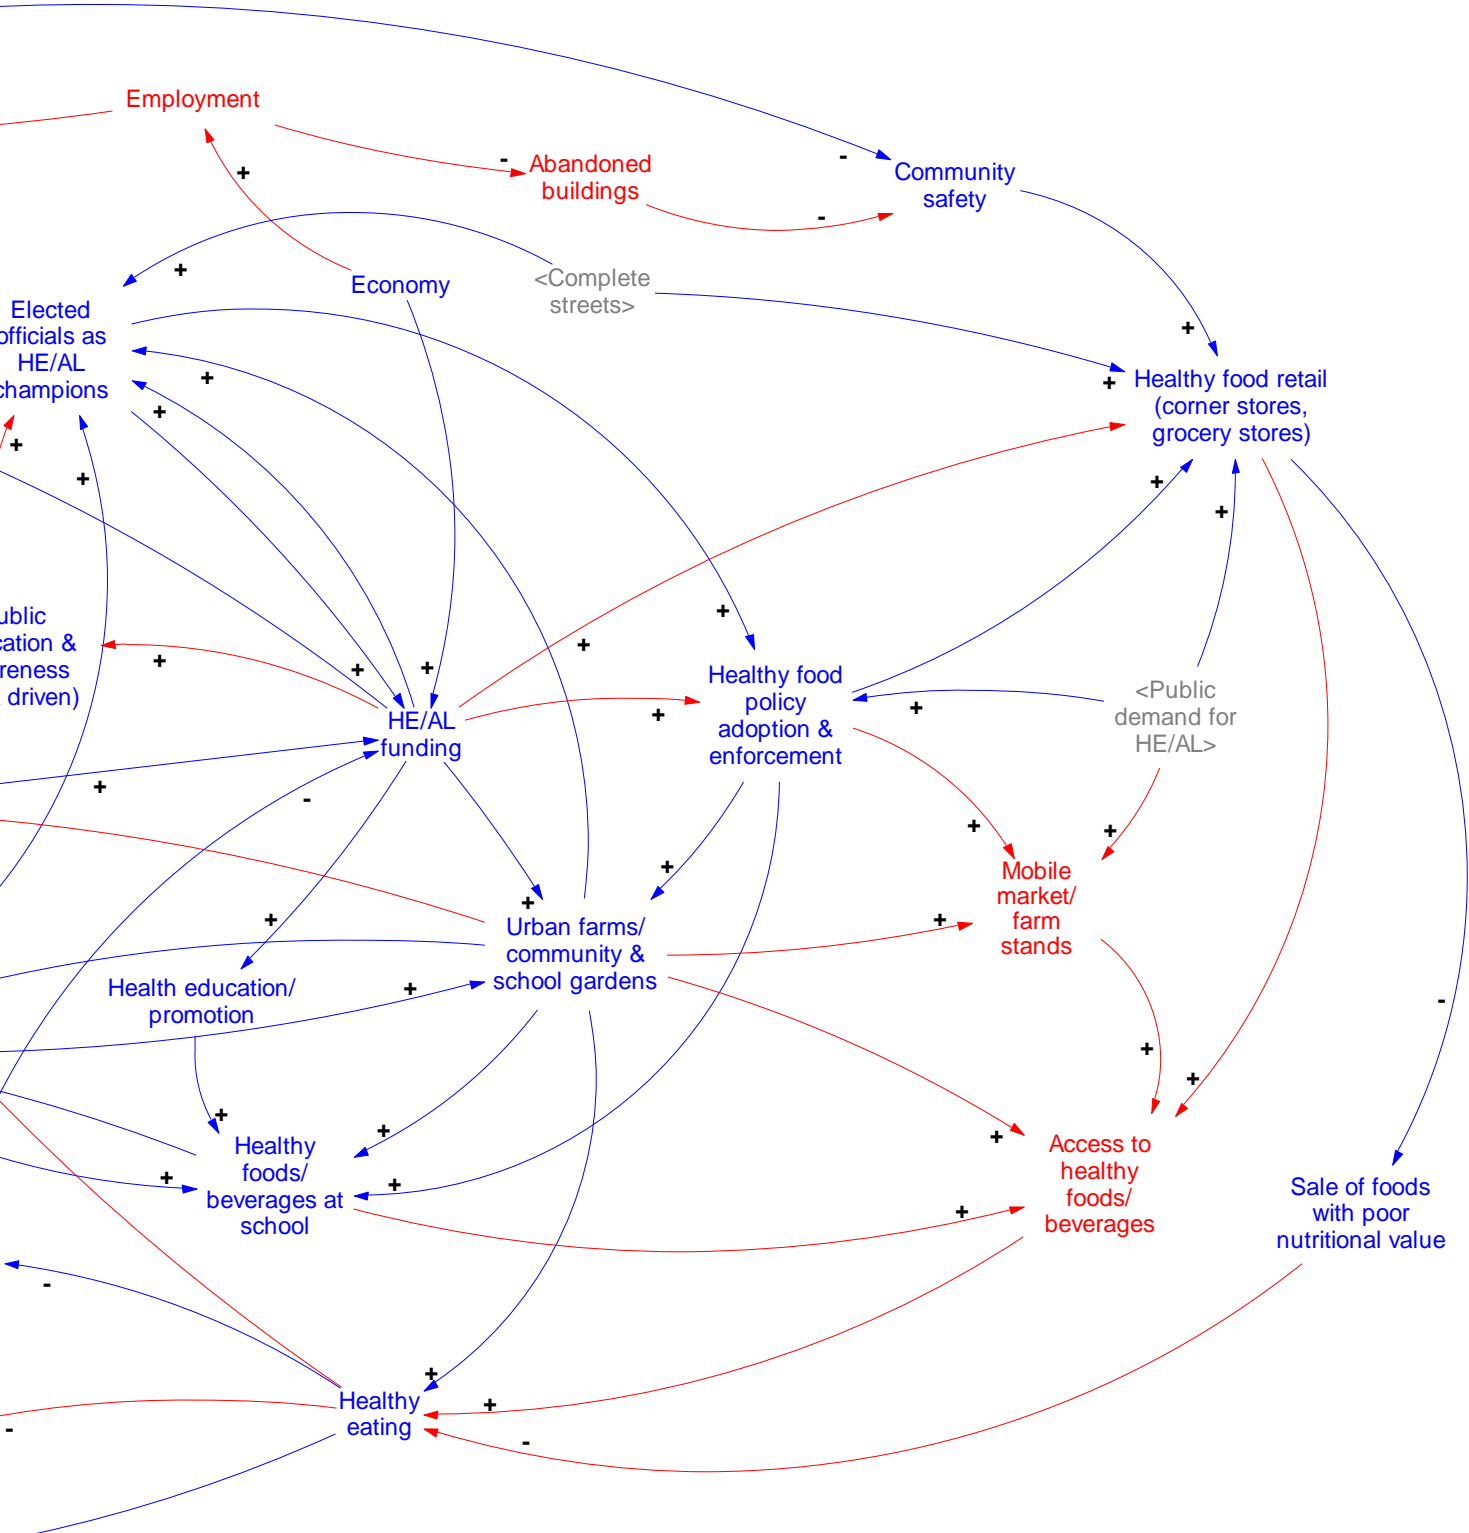 Employment
Abandoned
buildings
Community
safety
Economy
<Complete
streets>
Elected
officials as
HE/AL
champions
Healthy food retail
(corner stores,
grocery stores)
ublic
cation &
reness
driven)
HE/AL
funding
Healthy food
policy
adoption &
enforcement
<Public
demand for
HE/AL>
Mobile
market/
farm
stands
Urban farms/
community &
school gardens
Health education/
promotion
Healthy
foods/
beverages at
school
Access to
healthy
foods/
beverages
Sale of foods
with poor
nutritional value
Healthy
eating